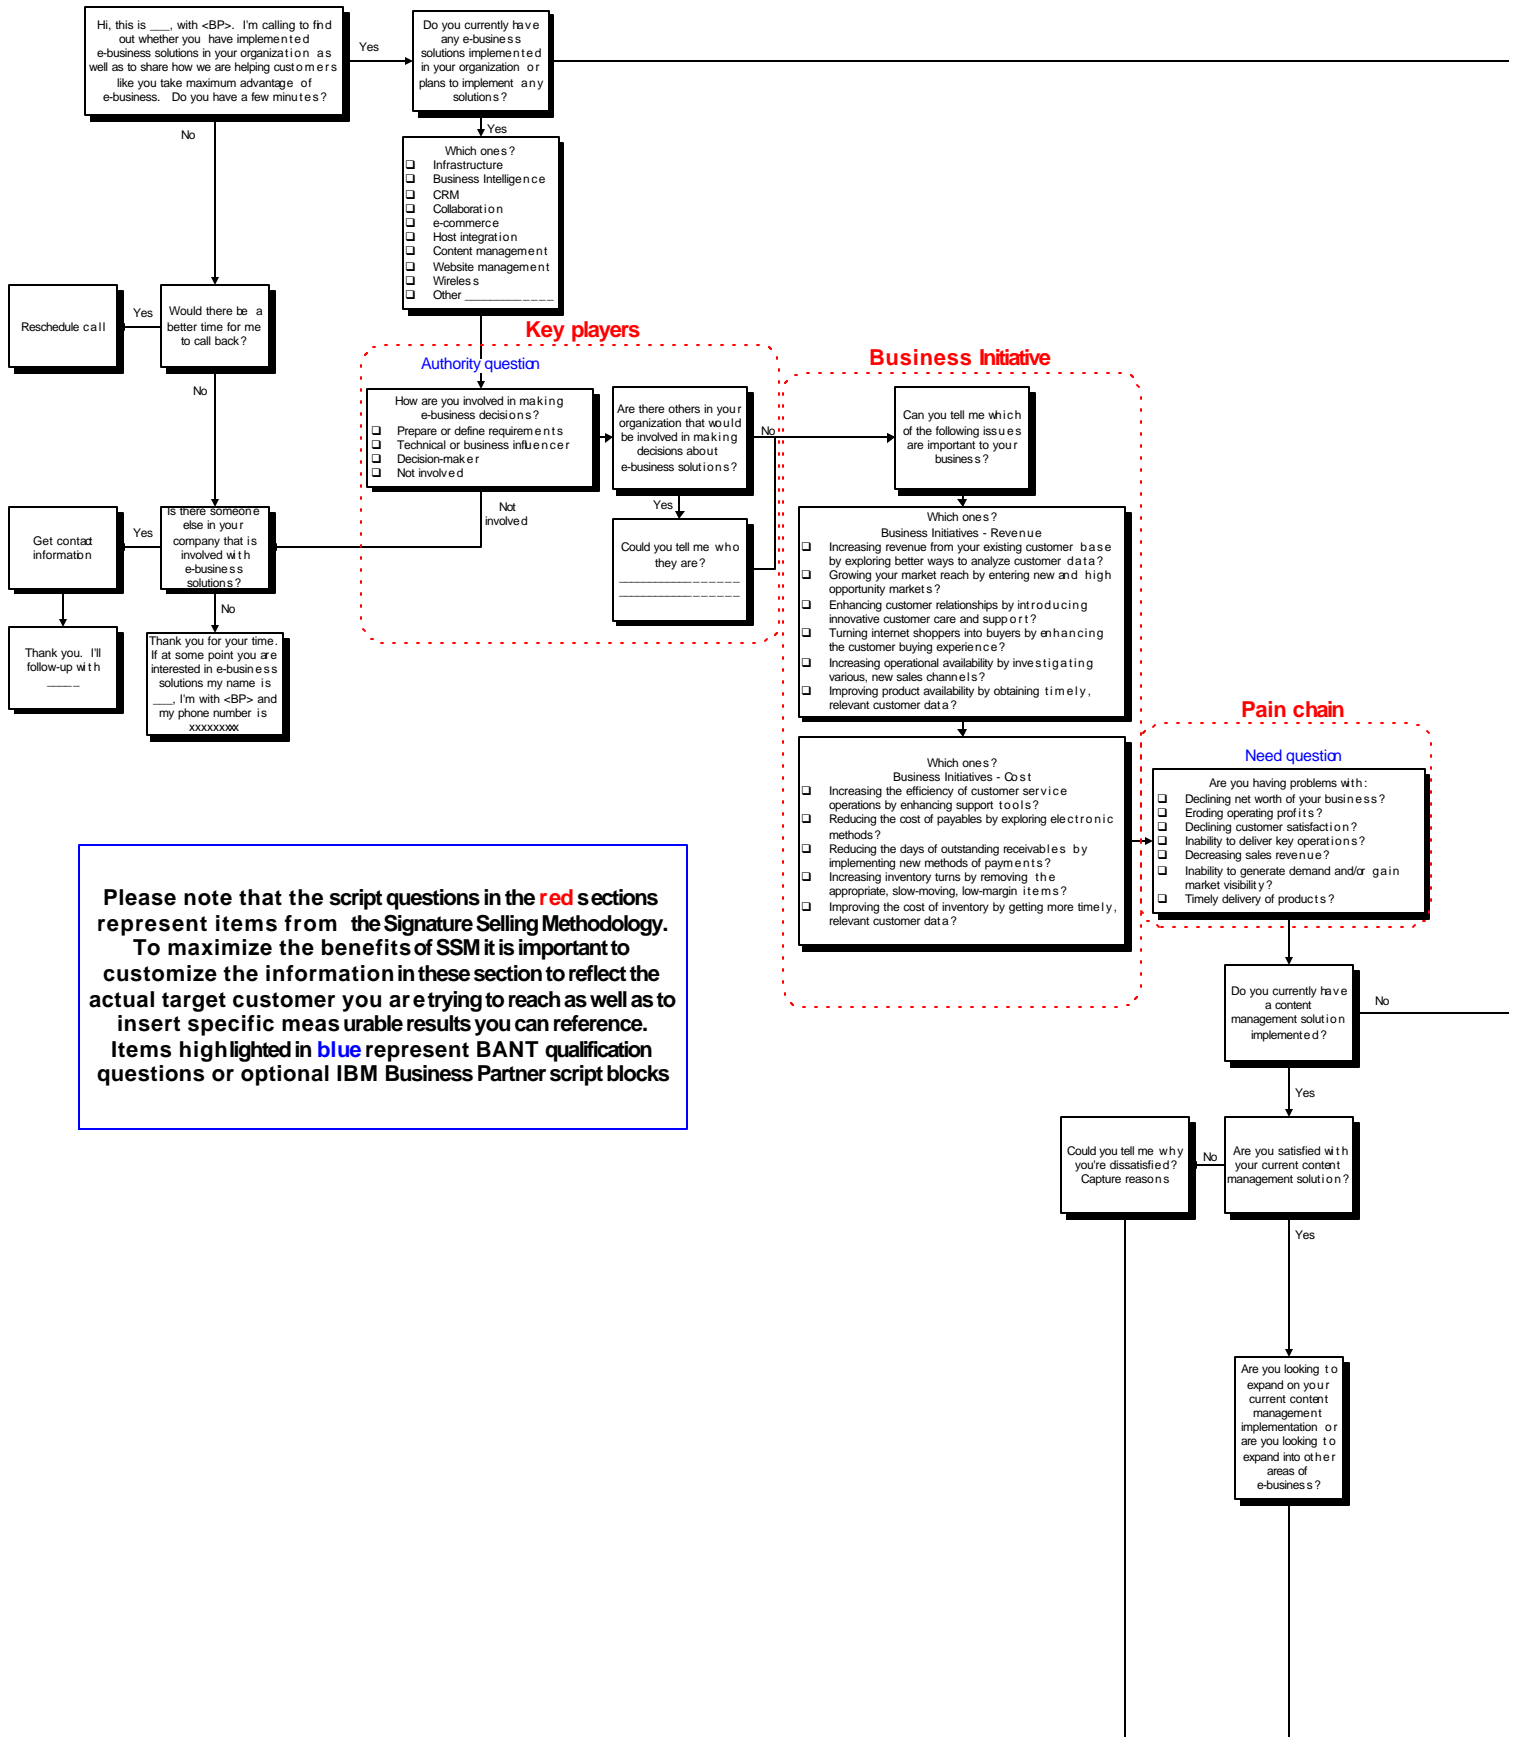 Hi, this is ___, with <BP>. I'm calling to find
out whether you have implemented
e-business solutions in your organization as
well as to share how we are helping customers
like you take maximum advantage of
e-business. Do you have a few minutes?
Yes
Do you currently have
any e-business
solutions implemented
in your organization or
plans to implement any
solutions?
No
Yes
Which ones?
❑ Infrastructure
❑ Business Intelligence
❑ CRM
❑ Collaboration
❑ e-commerce
❑ Host integration
❑ Content management
❑ Website management
❑ Wireless
❑ Other _____________
Reschedule call
Yes
Would there be a
better time for me
to call back?
No
Key players
Authority question
How are you involved in making
e-business decisions?
❑ Prepare or define requirements
❑ Technical or business influencer
❑ Decision-maker
❑ Not involved
Are there others in your
organization that would
be involved in making
decisions about
e-business solutions?
No
Not
involved
Yes
Could you tell me who
they are?
__________________
__________________
Get contact
information
Yes
Is there someone
else in your
company that is
involved with
e-business
solutions?
No
Thank you. I'll
follow-up with
_____
Thank you for your time.
If at some point you are
interested in e-business
solutions my name is
___, I'm with <BP> and
my phone number is
xxxxxxxxx
Business Initiative
Can you tell me which
of the following issues
are important to your
business?
Which ones?
Business Initiatives - Revenue
❑ Increasing revenue from your existing customer base
by exploring better ways to analyze customer data?
❑ Growing your market reach by entering new and high
opportunity markets?
❑ Enhancing customer relationships by introducing
innovative customer care and support?
❑ Turning internet shoppers into buyers by enhancing
the customer buying experience?
❑ Increasing operational availability by investigating
various, new sales channels?
❑ Improving product availability by obtaining timely,
relevant customer data?
Which ones?
Business Initiatives - Cost
❑ Increasing the efficiency of customer service
operations by enhancing support tools?
❑ Reducing the cost of payables by exploring electronic
methods?
❑ Reducing the days of outstanding receivables by
implementing new methods of payments?
❑ Increasing inventory turns by removing the
appropriate, slow-moving, low-margin items?
❑ Improving the cost of inventory by getting more timely,
relevant customer data?
Pain chain
Need question
Are you having problems with:
❑ Declining net worth of your business?
❑ Eroding operating profits?
❑ Declining customer satisfaction?
❑ Inability to deliver key operations?
❑ Decreasing sales revenue?
❑ Inability to generate demand and/or gain
market visibility?
❑ Timely delivery of products?
Please note that the script questions in the red sections
represent items from the Signature Selling Methodology.
To maximize the benefits of SSM it is important to
customize the information in these section to reflect the
actual target customer you are trying to reach as well as to
insert specific measurable results you can reference.
Items highlighted in blue represent BANT qualification
questions or optional IBM Business Partner script blocks
Do you currently have
a content
management solution
implemented?
No
Yes
Could you tell me why
you're dissatisfied?
Capture reasons
No
Are you satisfied with
your current content
management solution?
Yes
Are you looking to
expand on your
current content
management
implementation or
are you looking to
expand into other
areas of
e-business?